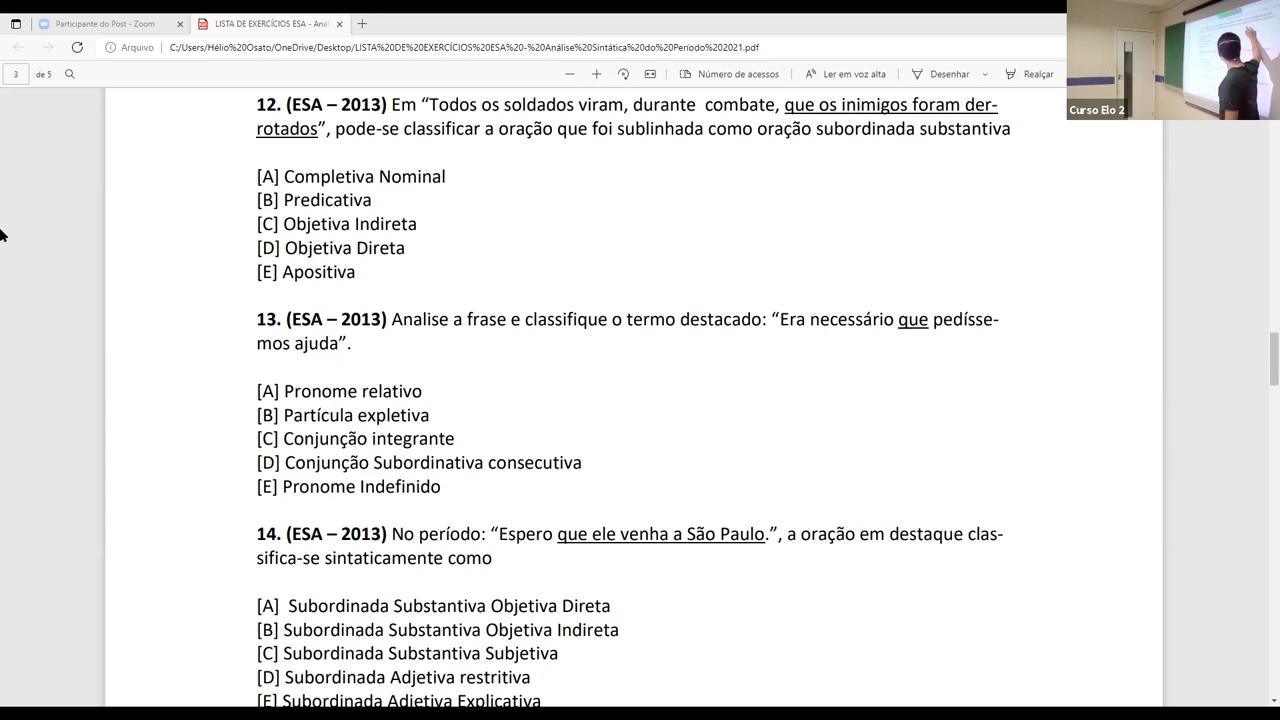 Participante do Post - Zoom
LISTA DE EXERCÍCIOS ESA - Aná
Arquivo
C:/Users/Hélio%20Osato/OneDrive/Desktop/LISTA%20DE%20EXERCÍCIOS%20ESA%20-%20Análise%20Sintática%20do%20Período%202021.pdf
3 de 5
Número de acessos
Ler em voz alta
Desenhar
Realçar
Curso Elo 2
12. (ESA – 2013) Em “Todos os soldados viram, durante combate, que os inimigos foram der-
rotados”, pode-se classificar a oração que foi sublinhada como oração subordinada substantiva
[A] Completiva Nominal
[B] Predicativa
[C] Objetiva Indireta
[D] Objetiva Direta
[E] Apositiva
13. (ESA – 2013) Analise a frase e classifique o termo destacado: “Era necessário que pedísse-
mos ajuda”.
[A] Pronome relativo
[B] Partícula expletiva
[C] Conjunção integrante
[D] Conjunção Subordinativa consecutiva
[E] Pronome Indefinido
14. (ESA – 2013) No período: “Espero que ele venha a São Paulo.”, a oração em destaque clas-
sifica-se sintaticamente como
[A] Subordinada Substantiva Objetiva Direta
[B] Subordinada Substantiva Objetiva Indireta
[C] Subordinada Substantiva Subjetiva
[D] Subordinada Adjetiva restritiva
[E] Subordinada Adjetiva Explicativa